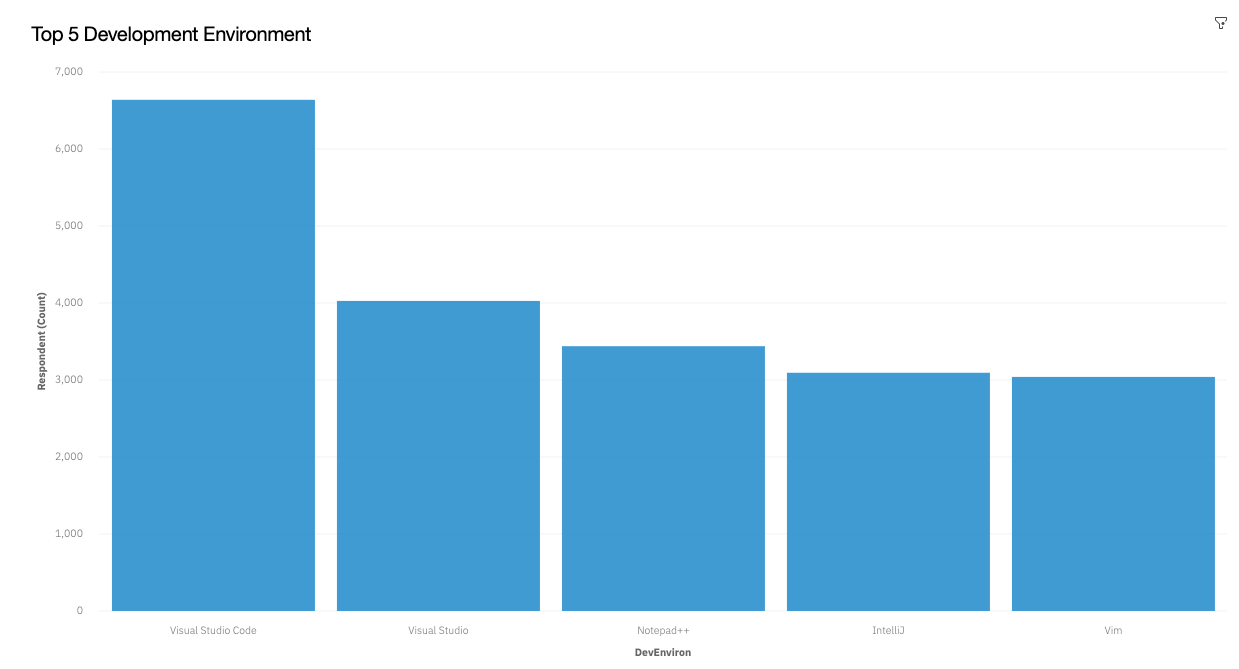 Top 5 Development Environment
7,000
6,000
5,000
4,000
3,000
2,000
1,000
0
Respondent (Count)
Visual Studio Code
Visual Studio
Notepad++
IntelliJ
Vim
DevEnviron